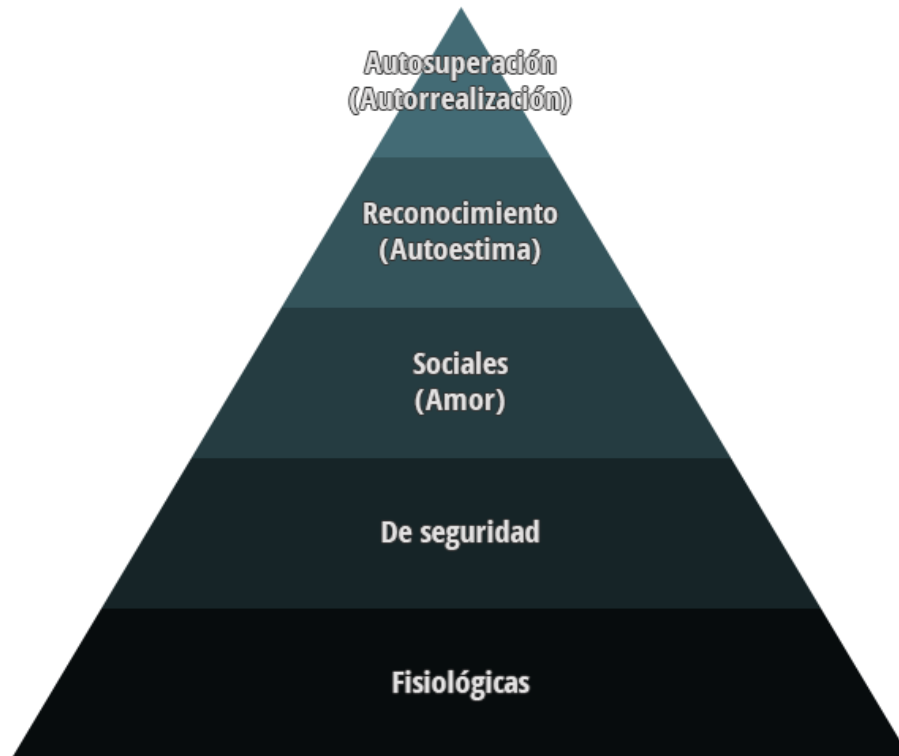 Autosuperación
(Autorrealización)
Reconocimiento
(Autoestima)
Sociales
(Amor)
De seguridad
Fisiológicas